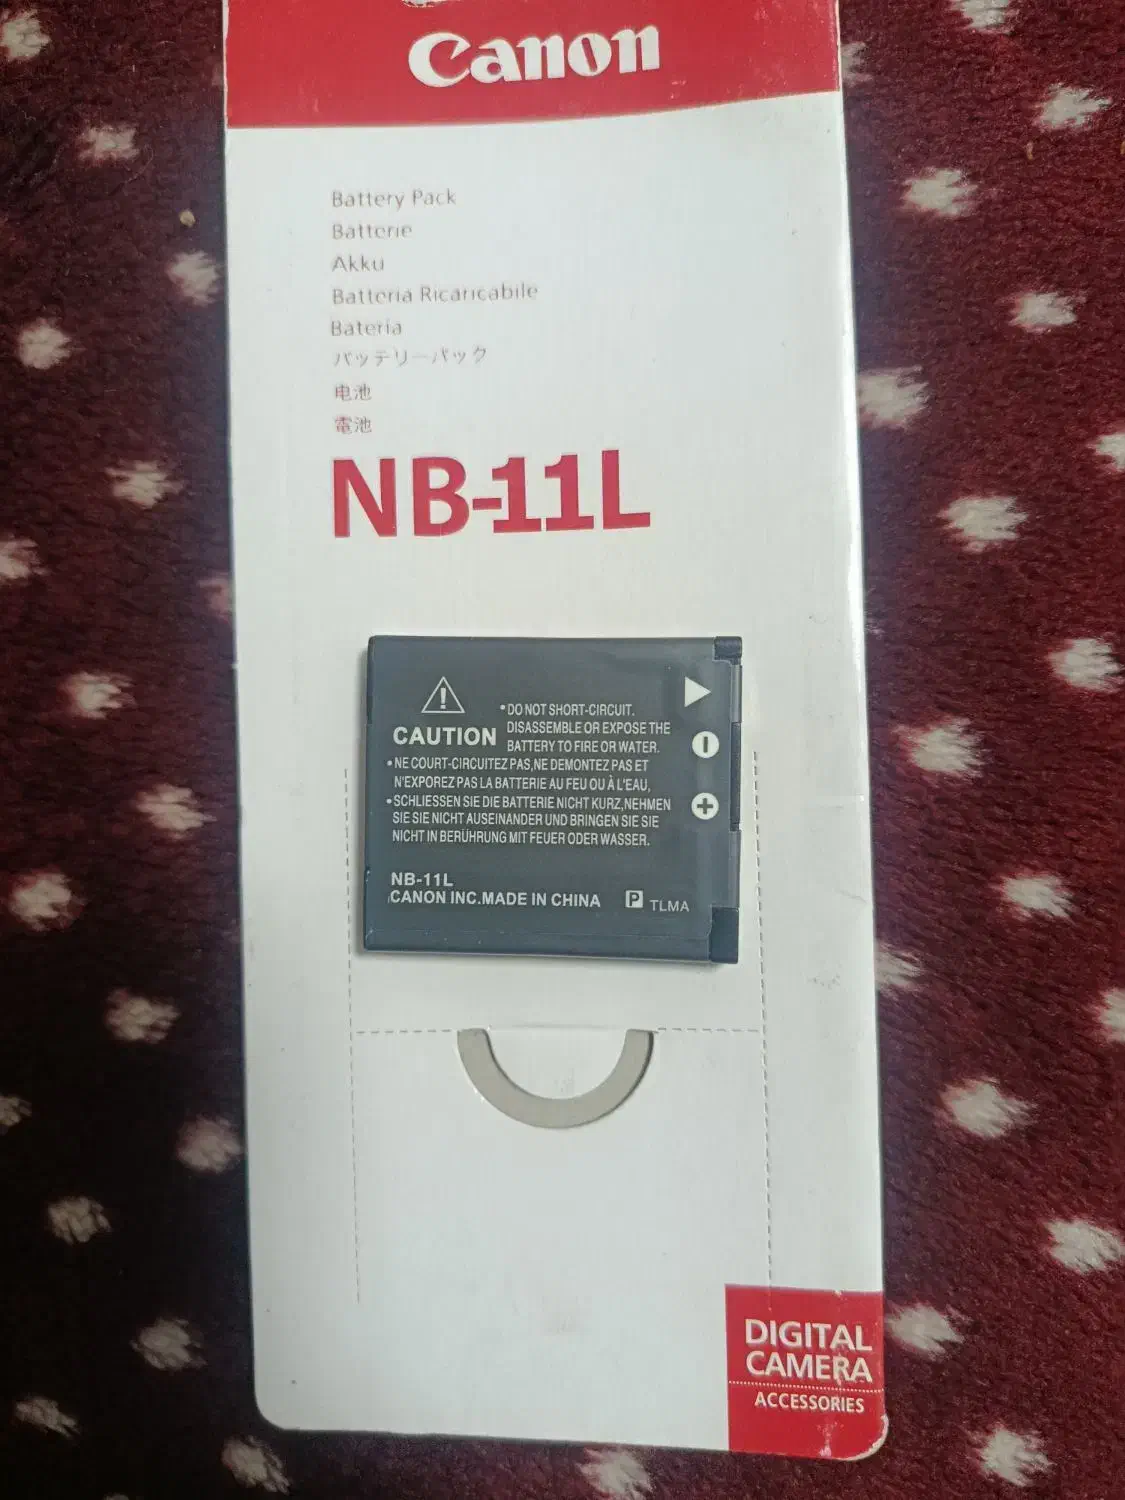 Canon
Battery Pack
Batterie
Akku
Batteria Ricaricabile
Bateria
バッテリーパック
电池
電池
NB-11L
CAUTION
•DO NOT SHORT-CIRCUIT.
DISASSEMBLE OR EXPOSE THE
BATTERY TO FIRE OR WATER.
•NE COURT-CIRCUITEZ PAS,NE DEMONTEZ PAS ET
N'EXPOREZ PAS LA BATTERIE AU FEU OU À L'EAU,
•SCHLIESSEN SIE DIE BATTERIE NICHT KURZ,NEHMEN
SIE SIE NICHT AUSEINANDER UND BRINGEN SIE SIE
NICHT IN BERÜHRUNG MIT FEUER ODER WASSER.
NB-11L
CANON INC.MADE IN CHINA P TLMA
DIGITAL
CAMERA
ACCESSORIES